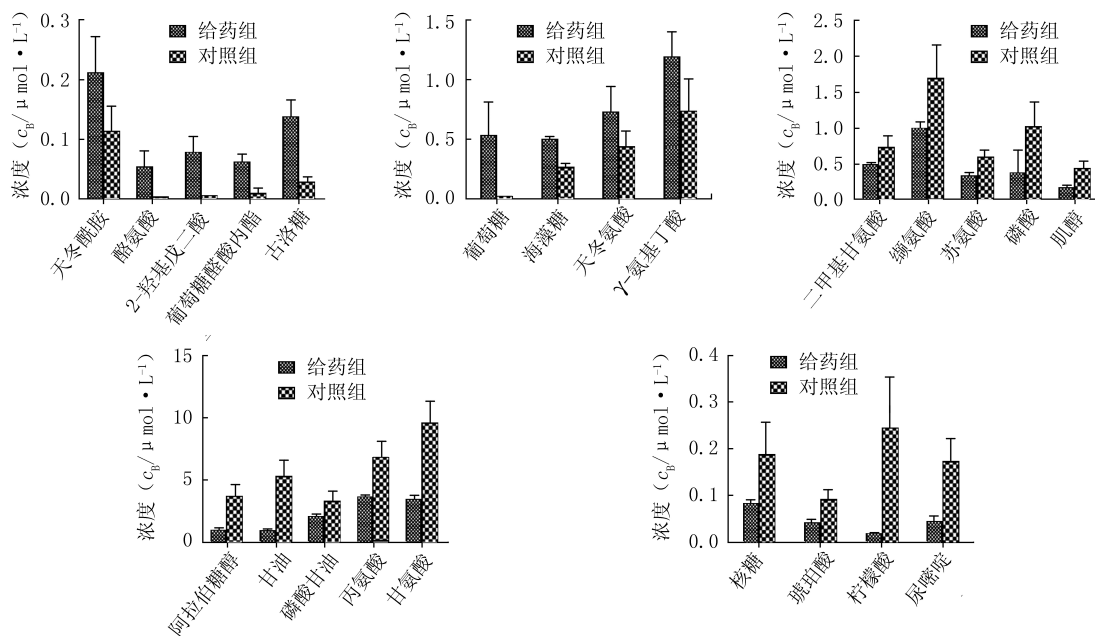 浓度 (cB/μmol·L-1)
0.3
0.2
0.1
0.0
给药组
对照组
天冬酰胺
酪氨酸
2-羟基戊二酸
葡萄糖醛酸内酯
古洛糖
浓度 (cB/μmol·L-1)
1.5
1.0
0.5
0.0
给药组
对照组
葡萄糖
海藻糖
天冬氨酸
γ-氨基丁酸
浓度 (cB/μmol·L-1)
2.5
2.0
1.5
1.0
0.5
0.0
给药组
对照组
二甲基甘氨酸
缬氨酸
苏氨酸
磷酸
肌醇
浓度 (cB/μmol·L-1)
15
10
5
0
给药组
对照组
阿拉伯糖醇
甘油
磷酸甘油
丙氨酸
甘氨酸
浓度 (cB/μmol·L-1)
0.4
0.3
0.2
0.1
0.0
给药组
对照组
核糖
琥珀酸
柠檬酸
尿嘧啶